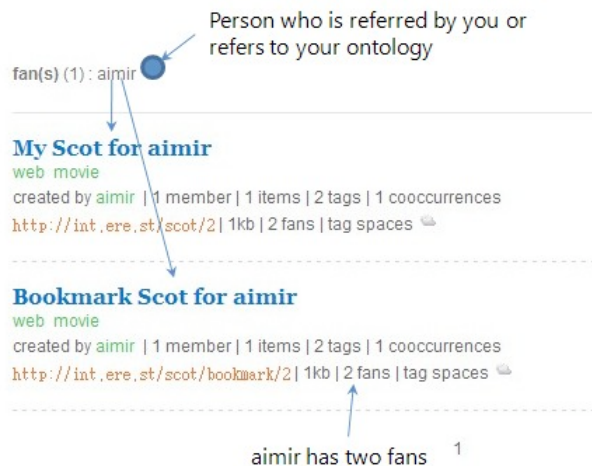 Person who is referred by you or
refers to your ontology
fan(s) (1) : aimir
My Scot for aimir
web movie
created by aimir | 1 member | 1 items | 2 tags | 1 cooccurrences
http://int.ere.st/scot/2 | 1kb | 2 fans | tag spaces
Bookmark Scot for aimir
web movie
created by aimir | 1 member | 1 items | 2 tags | 1 cooccurrences
http://int.ere.st/scot/bookmark/2 | 1kb | 2 fans | tag spaces
aimir has two fans 1